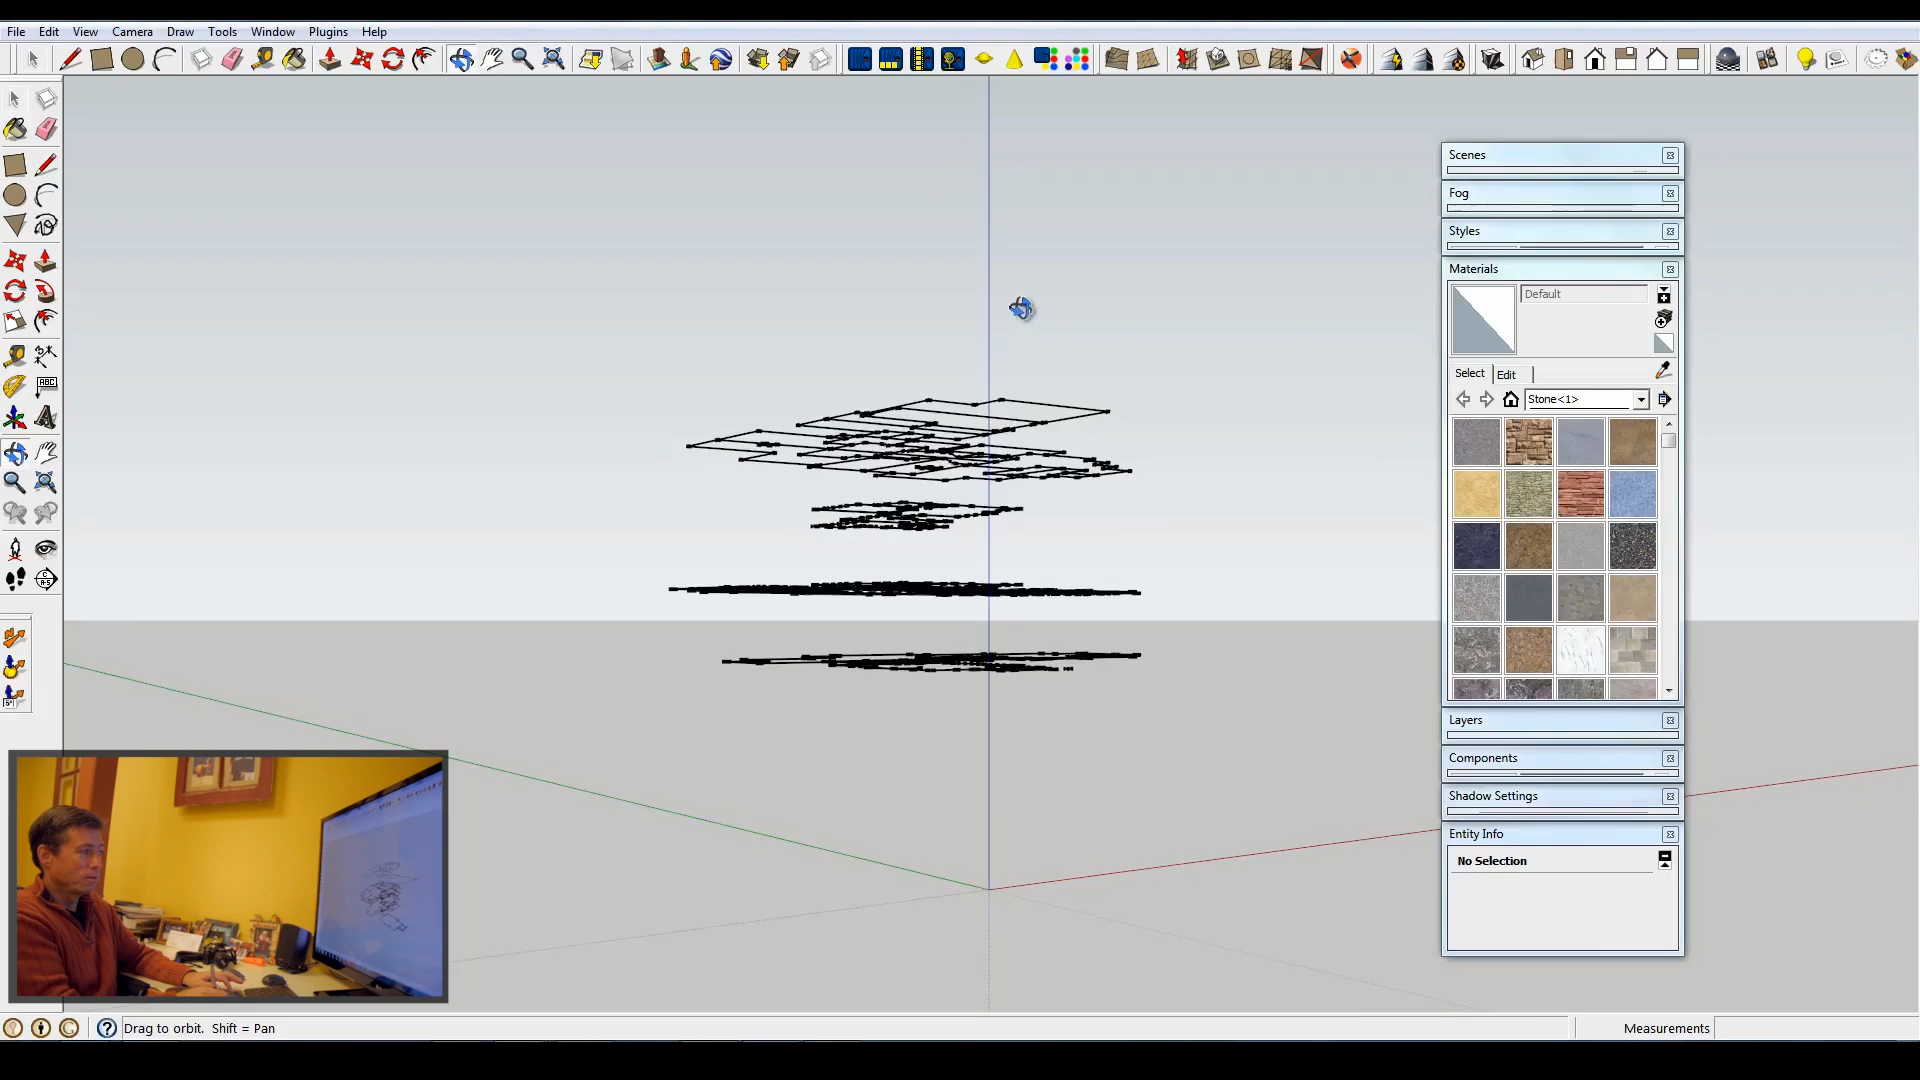 File Edit View Camera Draw Tools Window Plugins Help
Scenes
Fog
Styles
Materials
Default
Select Edit
Stone<1>
Layers
Components
Shadow Settings
Entity Info
No Selection
ABC
Drag to orbit. Shift = Pan
Measurements